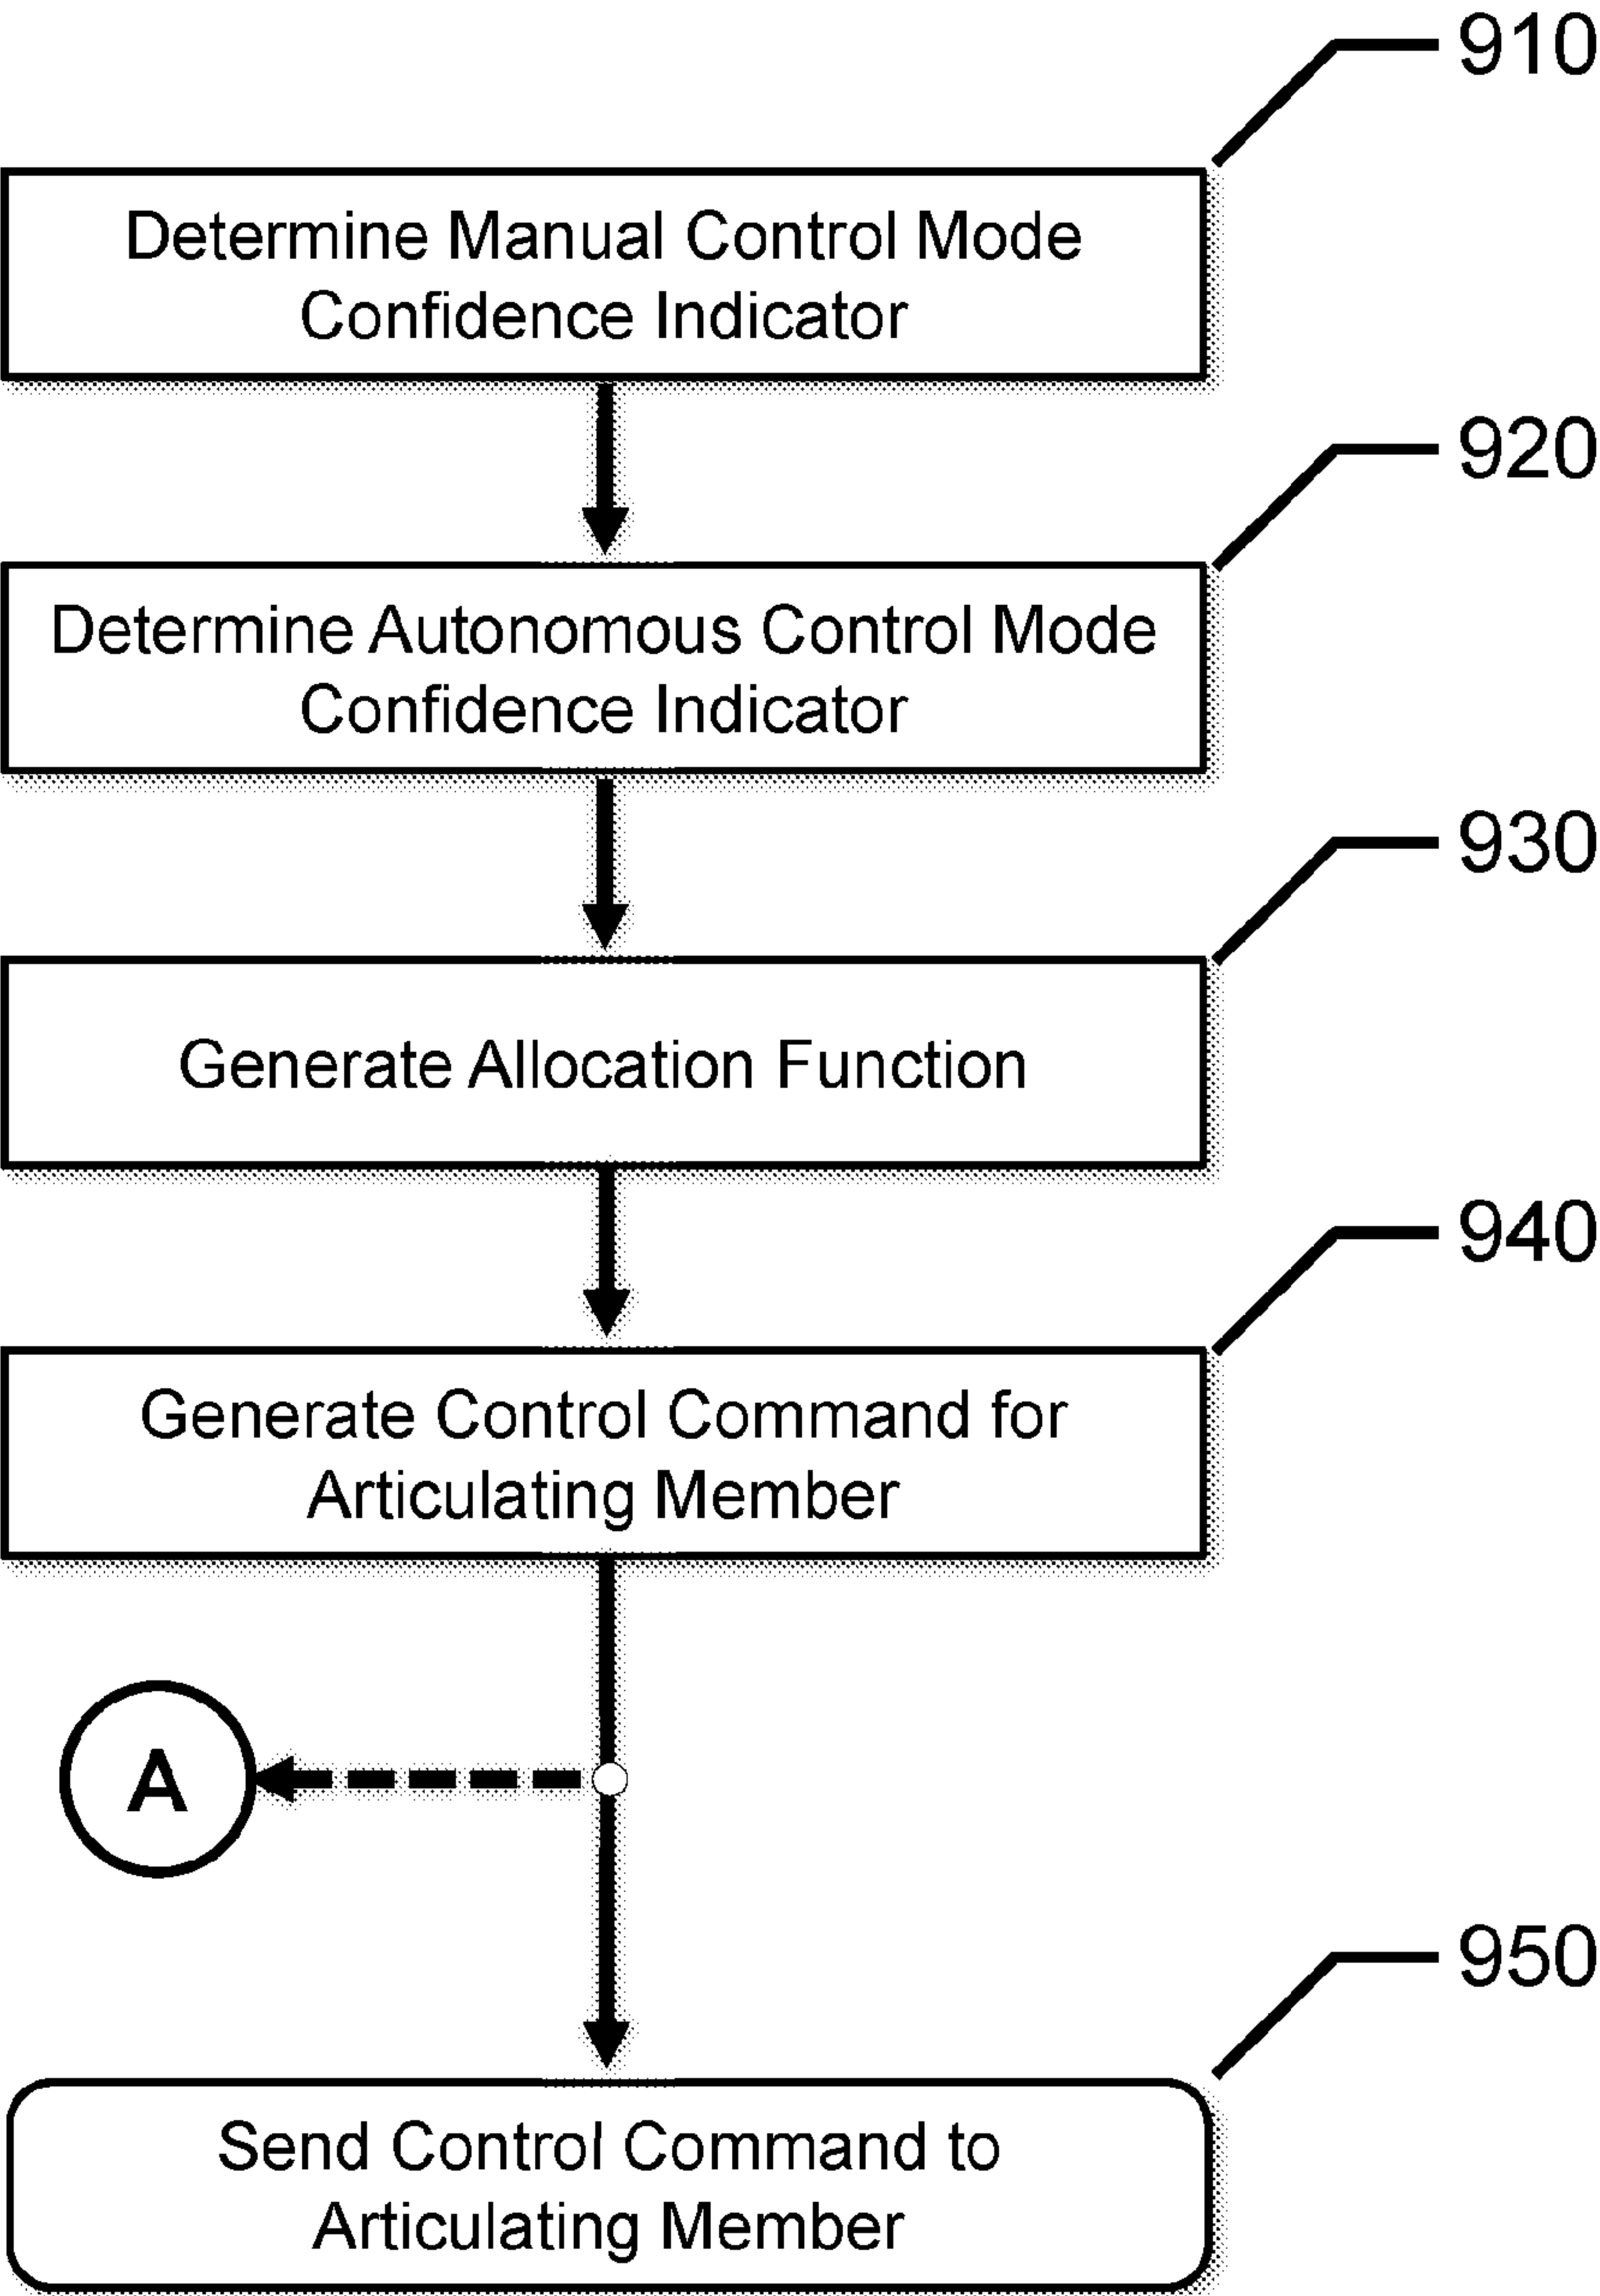 910
Determine Manual Control Mode
Confidence Indicator
920
Determine Autonomous Control Mode
Confidence Indicator
930
Generate Allocation Function
940
Generate Control Command for
Articulating Member
A
950
Send Control Command to
Articulating Member